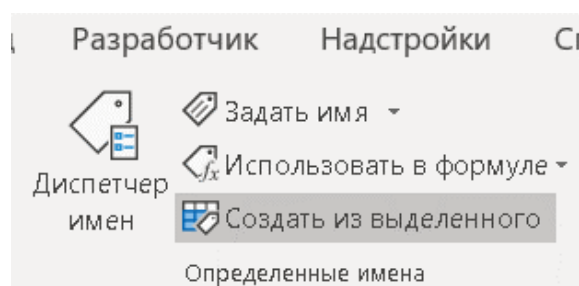 Разработчик Надстройки
Задать имя
Использовать в формуле
Диспетчер имен
Создать из выделенного
Определенные имена